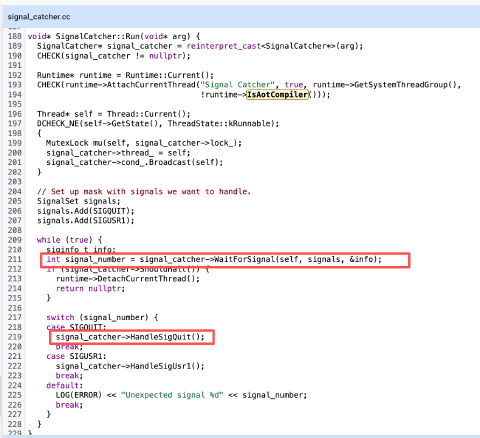 signal_catcher.cc
188 void* SignalCatcher::Run(void* arg) {
189 SignalCatcher* signal_catcher = reinterpret_cast<SignalCatcher*>(arg);
190 CHECK(signal_catcher != nullptr);
191
192 Runtime* runtime = Runtime::Current();
193 CHECK(runtime->AttachCurrentThread("Signal Catcher", true, runtime->GetSystemThreadGroup(),
194 !runtime->IsAotCompiler()));
195
196 Thread* self = Thread::Current();
197 DCHECK_NE(self->GetState(), ThreadState::kRunnable);
198 {
199 MutexLock mu(self, signal_catcher->lock_);
200 signal_catcher->thread_ = self;
201 signal_catcher->cond_.Broadcast(self);
202 }
203
204 // Set up mask with signals we want to handle.
205 SignalSet signals;
206 signals.Add(SIGQUIT);
207 signals.Add(SIGUSR1);
208
209 while (true) {
210 siginfo_t info;
211 int signal_number = signal_catcher->WaitForSignal(self, signals, &info);
212 if (signal_catcher->ShouldHalt()) {
213 runtime->DetachCurrentThread();
214 return nullptr;
215 }
216
217 switch (signal_number) {
218 case SIGQUIT:
219 signal_catcher->HandleSigQuit();
220 break;
221 case SIGUSR1:
222 signal_catcher->HandleSigUsr1();
223 break;
224 default:
225 LOG(ERROR) << "Unexpected signal %d" << signal_number;
226 break;
227 }
228 }
229 }